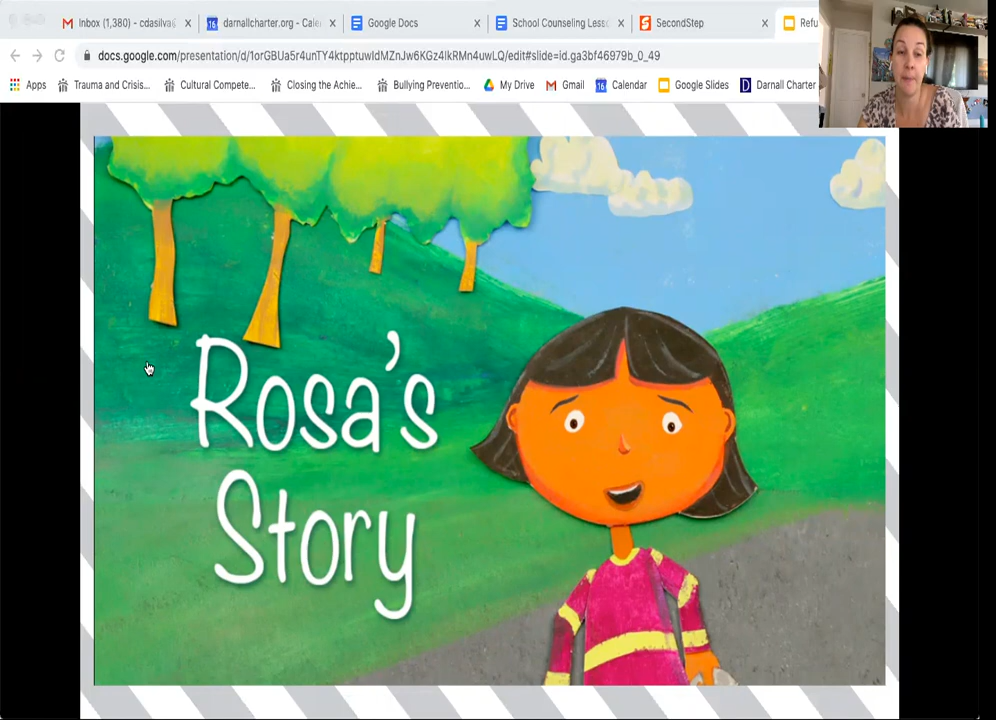 Inbox (1,380) - cdasilva@
darnallcharter.org - Cale
Google Docs
School Counseling Less
SecondStep
Refu
docs.google.com/presentation/d/1orGBUa5r4unTY4ktpptuwIdMZnJw6KGz4IkRMn4uwLQ/edit#slide=id.ga3bf46979b_0_49
Apps
Trauma and Crisis...
Cultural Compete...
Closing the Achie...
Bullying Preventio...
My Drive
Gmail
Calendar
Google Slides
Darnall Charter
Rosa's
Story